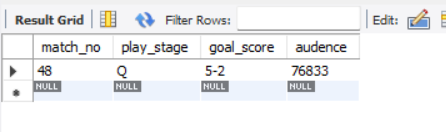 Result Grid Filter Rows: Edit:
match_no play_stage goal_score audence
48 Q 5-2 76833
NULL NULL NULL NULL